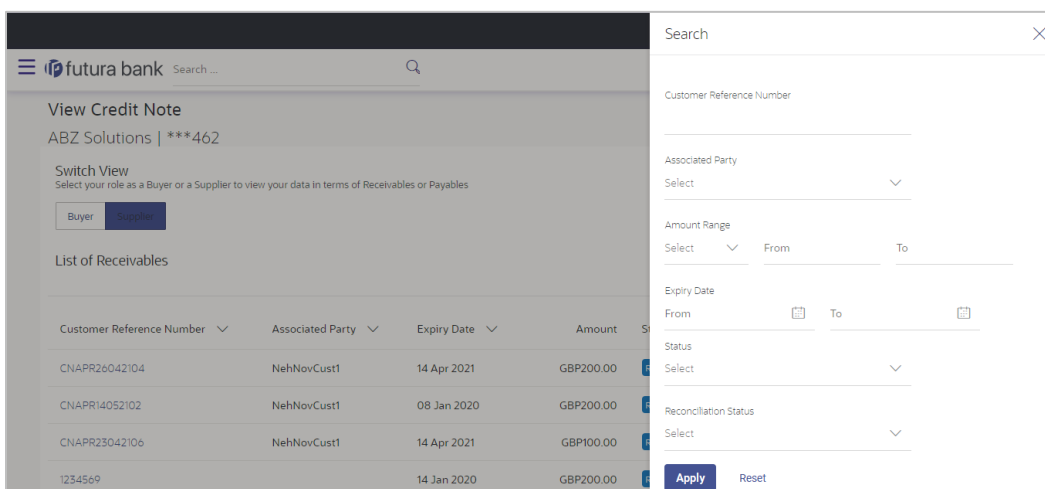 Search
futura bank Search ...
View Credit Note
ABZ Solutions | ***462
Switch View
Select your role as a Buyer or a Supplier to view your data in terms of Receivables or Payables
Buyer Supplier
List of Receivables
Customer Reference Number Associated Party Expiry Date Amount
CNAPR26042104 NehNovCust1 14 Apr 2021 GBP200.00
CNAPR14052102 NehNovCust1 08 Jan 2020 GBP200.00
CNAPR23042106 NehNovCust1 14 Apr 2021 GBP100.00
1234569 14 Jan 2020 GBP200.00
Customer Reference Number
Associated Party
Select
Amount Range
Select From To
Expiry Date
From To
Status
Select
Reconciliation Status
Select
Apply Reset